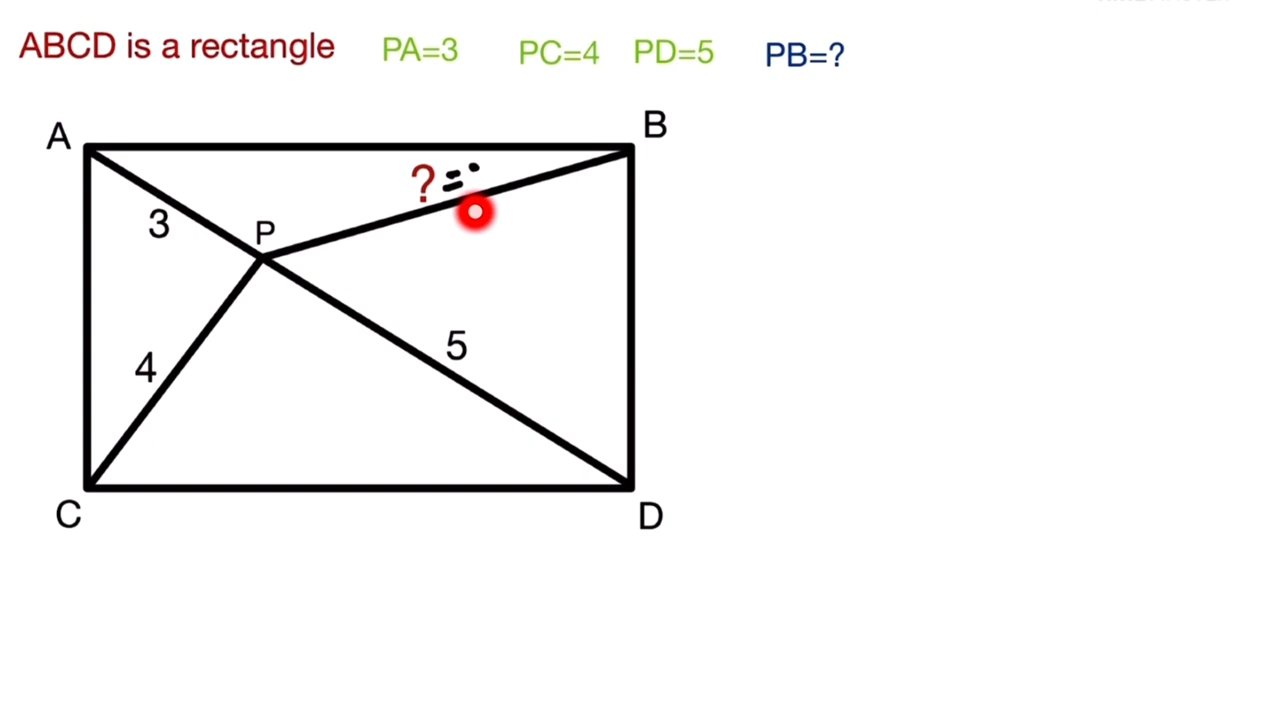 ABCD is a rectangle PA=3 PC=4 PD=5 PB=?
A B
? =
3 P
5
4
C D